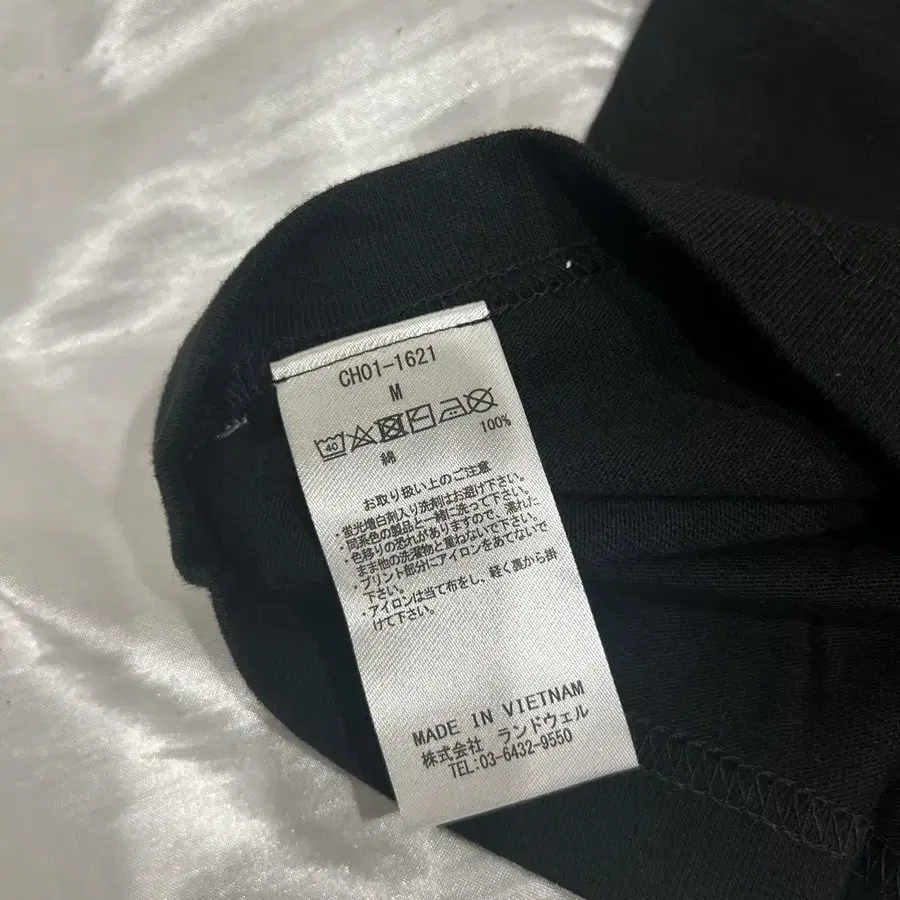 CH01-1621
M
40
綿 100%
お取り扱い上のご注意
・蛍光増白剤入り洗剤はお避け下さい。
・同系色の製品と一緒に洗って下さい。
・色移りの恐れがありますので、濡れた
まま他の洗濯物と重ねないで下さい。
・プリント部分にアイロンをあてないで
下さい。
・アイロンは当て布をし、軽く裏から掛
けて下さい。
MADE IN VIETNAM
株式会社 ランドウェル
TEL:03-6432-9550